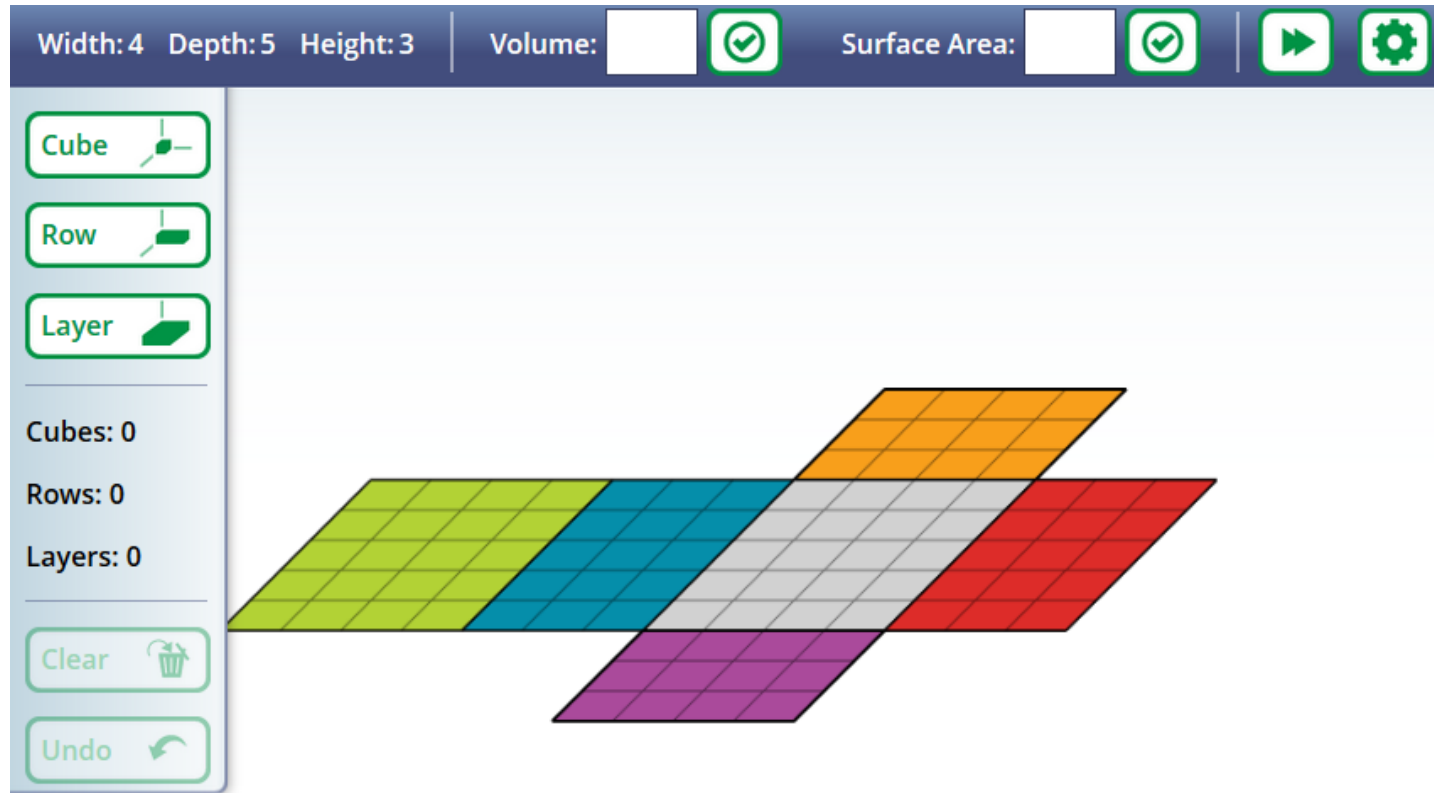 Width: 4 Depth: 5 Height: 3 Volume: Surface Area:
Cube
Row
Layer
Cubes: 0
Rows: 0
Layers: 0
Clear
Undo